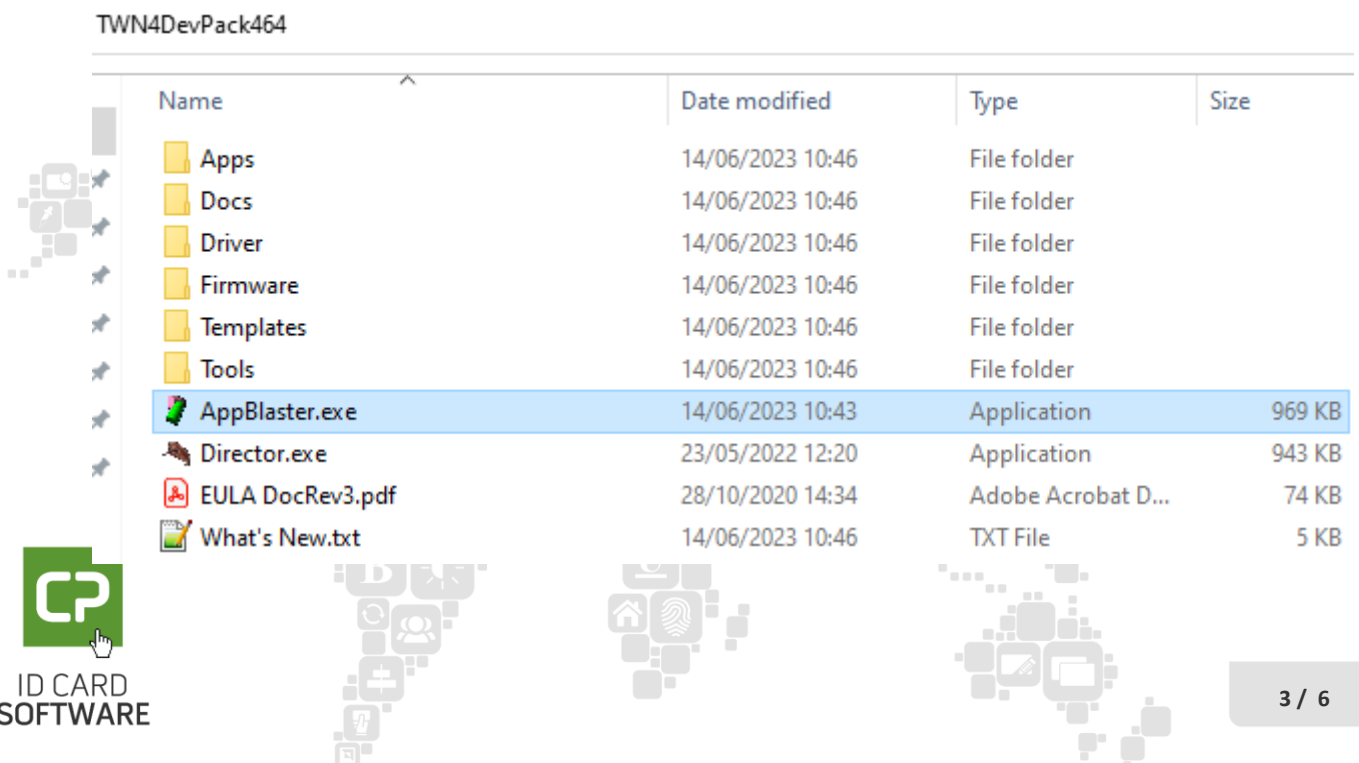 TWN4DevPack464
Name Date modified Type Size
Apps 14/06/2023 10:46 File folder
Docs 14/06/2023 10:46 File folder
Driver 14/06/2023 10:46 File folder
Firmware 14/06/2023 10:46 File folder
Templates 14/06/2023 10:46 File folder
Tools 14/06/2023 10:46 File folder
AppBlaster.exe 14/06/2023 10:43 Application 969 KB
Director.exe 23/05/2022 12:20 Application 943 KB
EULA DocRev3.pdf 28/10/2020 14:34 Adobe Acrobat D... 74 KB
What's New.txt 14/06/2023 10:46 TXT File 5 KB
CP
ID CARD
SOFTWARE
3 / 6